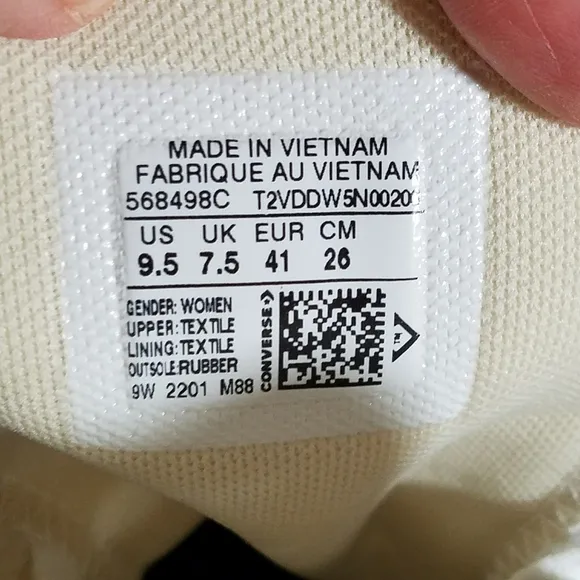 MADE IN VIETNAM
FABRIQUE AU VIETNAM
568498C T2VDDW5N0020
US UK EUR CM
9.5 7.5 41 26
GENDER: WOMEN
UPPER: TEXTILE
LINING: TEXTILE
OUTSOLE: RUBBER
9W 2201 M88
CONVERSE